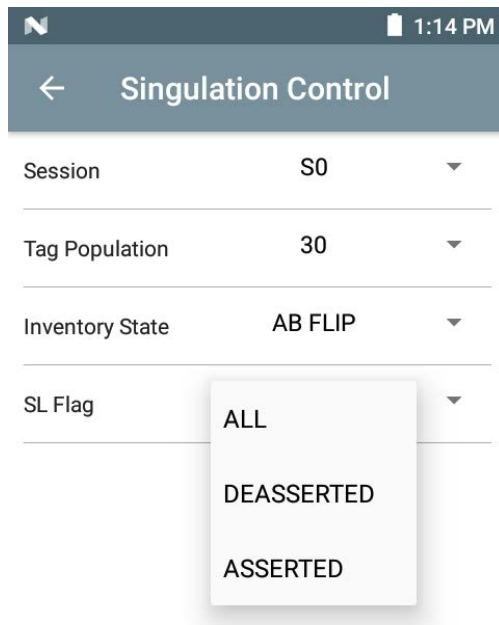 1:14 PM
Singulation Control
Session S0
Tag Population 30
Inventory State AB FLIP
SL Flag
ALL
DEASSERTED
ASSERTED